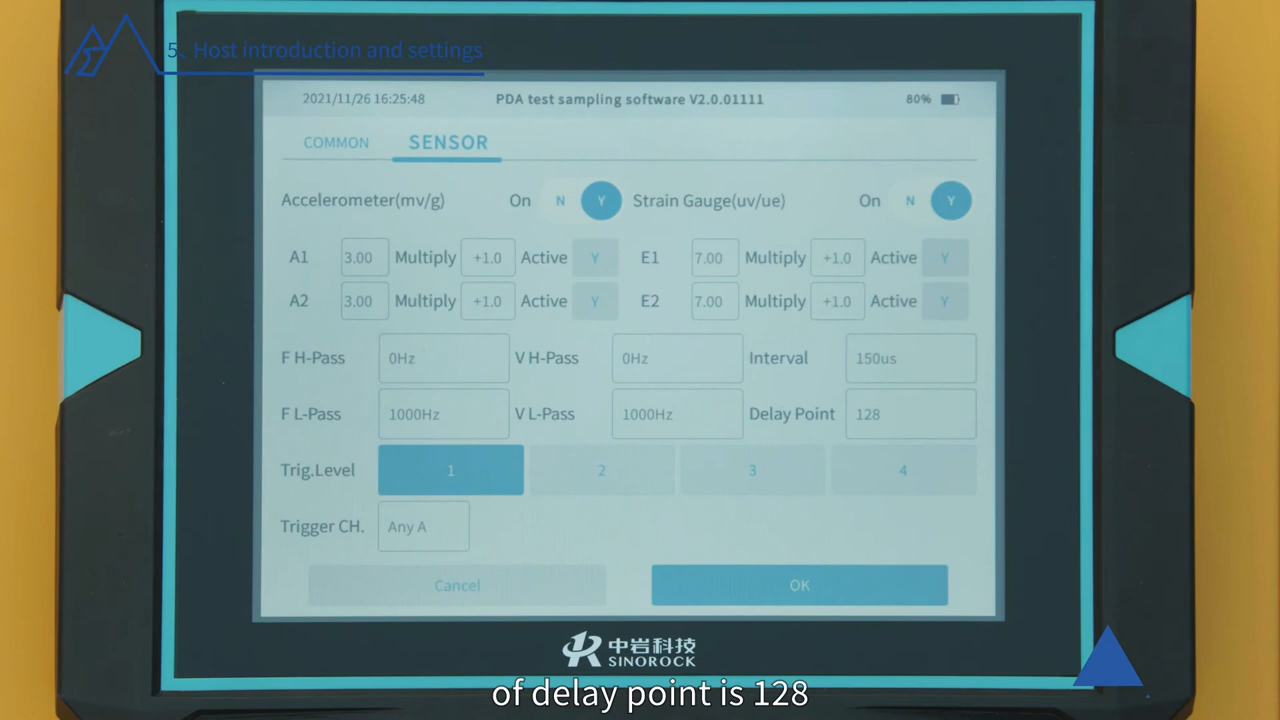 5、Host introduction and settings
2021/11/26 16:25:48 PDA test sampling software V2.0.01111 80%
COMMON SENSOR
Accelerometer(mv/g) On N Y Strain Gauge(uv/ue) On N Y
A1 3.00 Multiply +1.0 Active Y E1 7.00 Multiply +1.0 Active Y
A2 3.00 Multiply +1.0 Active Y E2 7.00 Multiply +1.0 Active Y
F H-Pass 0Hz V H-Pass 0Hz Interval 150us
F L-Pass 1000Hz V L-Pass 1000Hz Delay Point 128
Trig.Level 1 2 3 4
Trigger CH. Any A
Cancel OK
中岩科技
SINOROCK
of delay point is 128